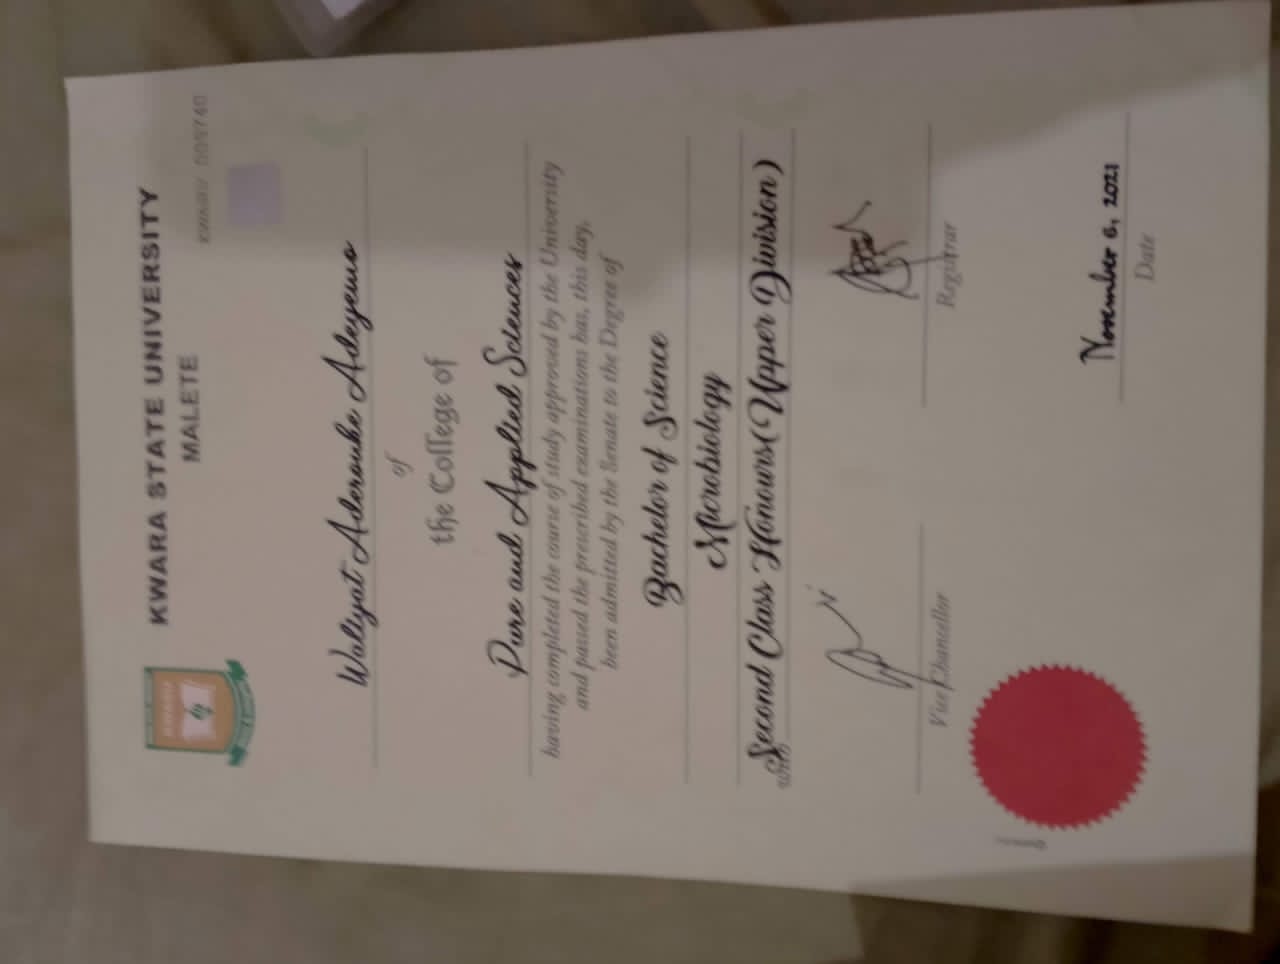 KWARA STATE UNIVERSITY
MALETE
Waliyat Aderonke Adeyemo
of
the College of
Pure and Applied Sciences
having completed the course of study approved by the University
and passed the prescribed examinations has, this day,
been admitted by the Senate to the Degree of
Bachelor of Science
Microbiology
with Second Class Honours (Upper Division)
Vice Chancellor
Registrar
November 6, 2021
Date